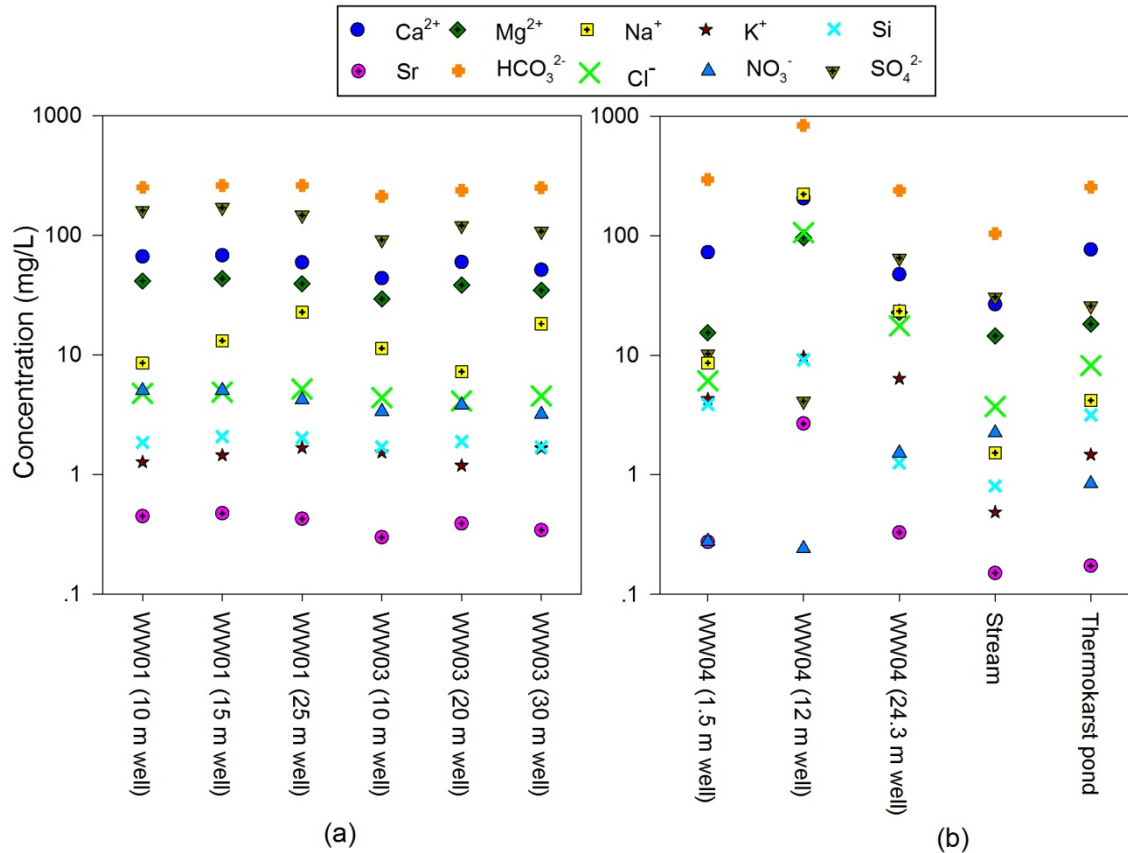 Ca²⁺ Mg²⁺ Na⁺ K⁺ Si
Sr HCO₃²⁻ Cl⁻ NO₃⁻ SO₄²⁻
Concentration (mg/L)
1000
100
10
1
.1
WW01 (10 m well)
WW01 (15 m well)
WW01 (25 m well)
WW03 (10 m well)
WW03 (20 m well)
WW03 (30 m well)
(a)
1000
100
10
1
.1
WW04 (1.5 m well)
WW04 (12 m well)
WW04 (24.3 m well)
Stream
Thermokarst pond
(b)